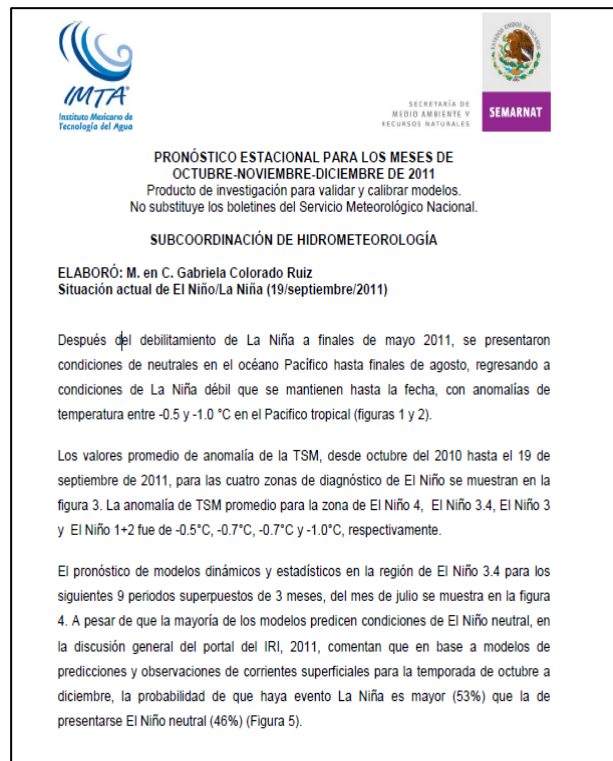 IMTA®
Instituto Mexicano de
Tecnología del Agua
SECRETARÍA DE
MEDIO AMBIENTE Y
RECURSOS NATURALES
SEMARNAT
PRONÓSTICO ESTACIONAL PARA LOS MESES DE
OCTUBRE-NOVIEMBRE-DICIEMBRE DE 2011
Producto de investigación para validar y calibrar modelos.
No substituye los boletines del Servicio Meteorológico Nacional.
SUBCOORDINACIÓN DE HIDROMETEOROLOGÍA
ELABORÓ: M. en C. Gabriela Colorado Ruiz
Situación actual de El Niño/La Niña (19/septiembre/2011)
Después del debilitamiento de La Niña a finales de mayo 2011, se presentaron
condiciones de neutrales en el océano Pacífico hasta finales de agosto, regresando a
condiciones de La Niña débil que se mantienen hasta la fecha, con anomalías de
temperatura entre -0.5 y -1.0 °C en el Pacifico tropical (figuras 1 y 2).
Los valores promedio de anomalía de la TSM, desde octubre del 2010 hasta el 19 de
septiembre de 2011, para las cuatro zonas de diagnóstico de El Niño se muestran en la
figura 3. La anomalía de TSM promedio para la zona de El Niño 4, El Niño 3.4, El Niño 3
y El Niño 1+2 fue de -0.5°C, -0.7°C, -0.7°C y -1.0°C, respectivamente.
El pronóstico de modelos dinámicos y estadísticos en la región de El Niño 3.4 para los
siguientes 9 periodos superpuestos de 3 meses, del mes de julio se muestra en la figura
4. A pesar de que la mayoría de los modelos predicen condiciones de El Niño neutral, en
la discusión general del portal del IRI, 2011, comentan que en base a modelos de
predicciones y observaciones de corrientes superficiales para la temporada de octubre a
diciembre, la probabilidad de que haya evento La Niña es mayor (53%) que la de
presentarse El Niño neutral (46%) (Figura 5).